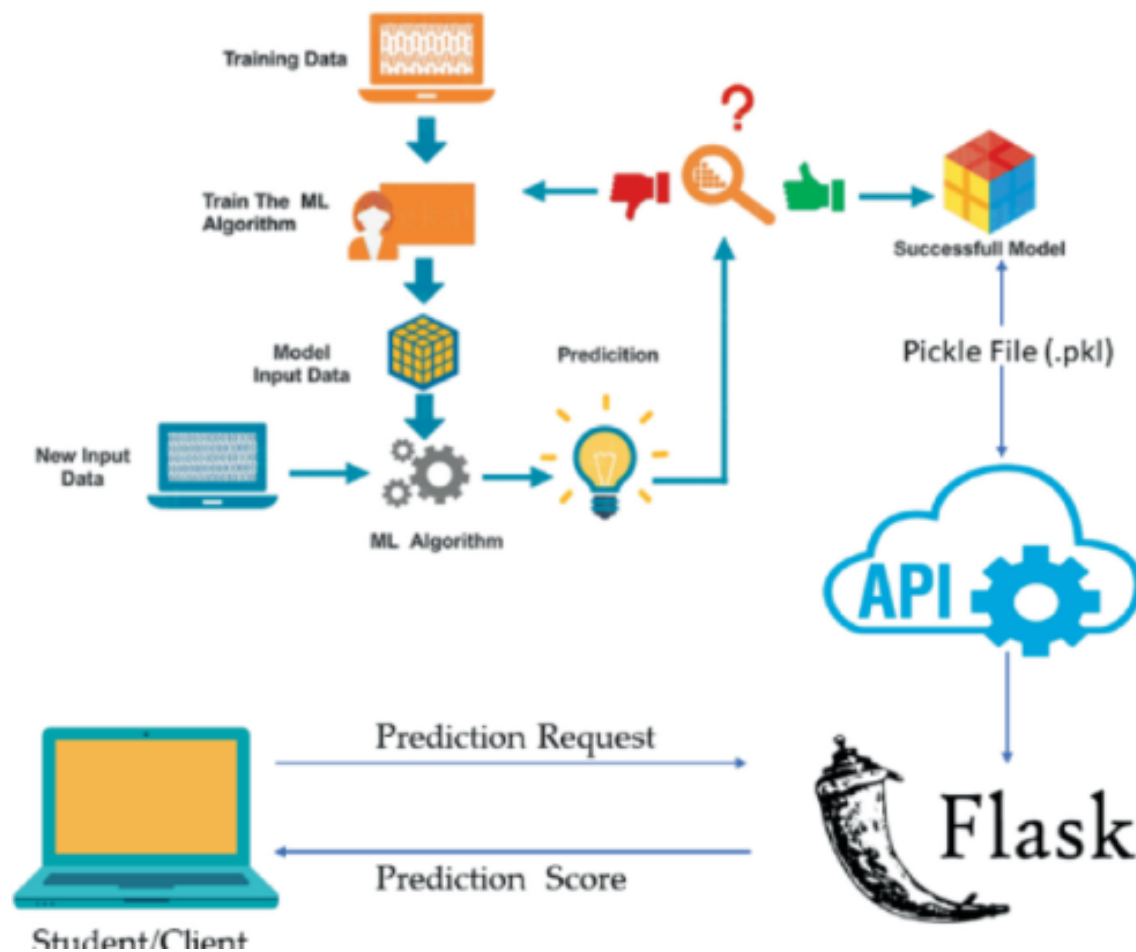 Training Data
?
Train The ML
Algorithm
Successfull Model
Model
Input Data
Predicition
Pickle File (.pkl)
New Input
Data
ML Algorithm
API
Prediction Request
Flask
Prediction Score
Student/Client